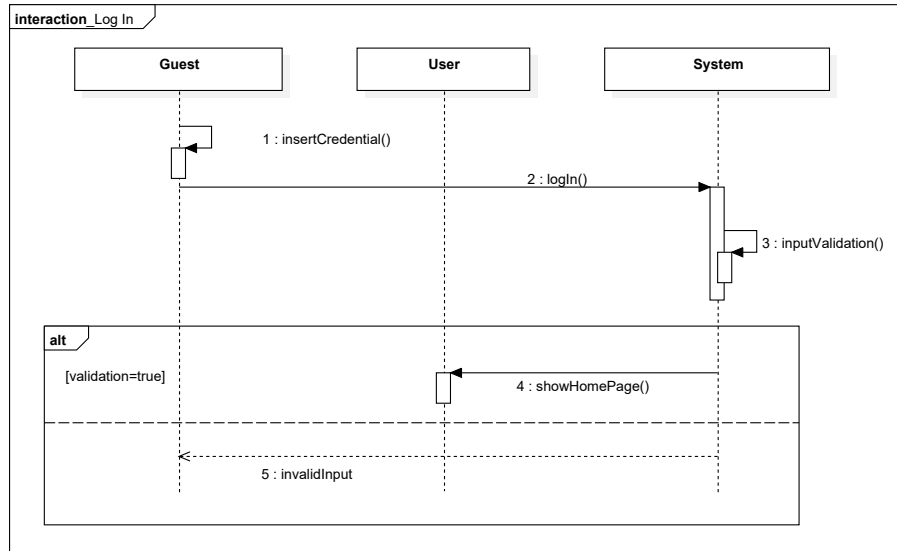 interaction_Log In
Guest
User
System
1 : insertCredential()
2 : logIn()
3 : inputValidation()
alt
[validation=true]
4 : showHomePage()
5 : invalidInput